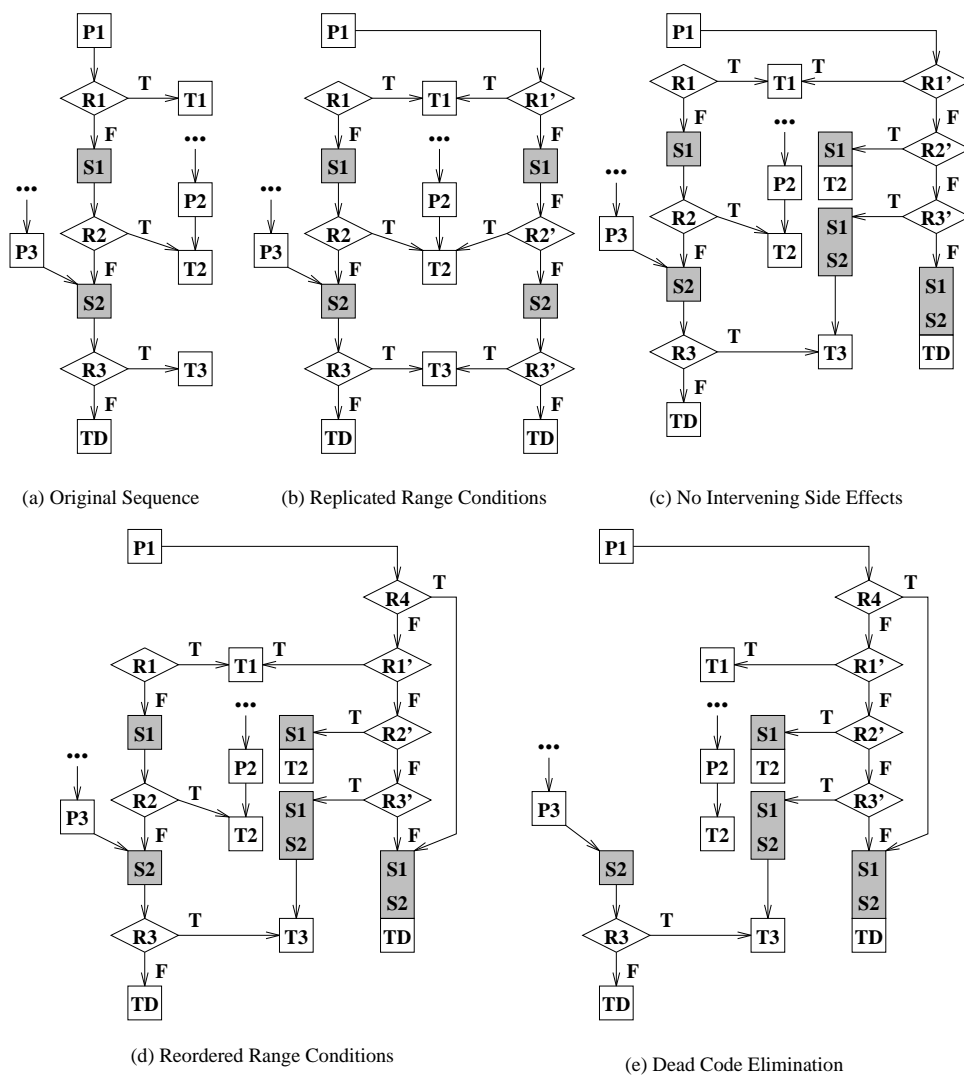 P1
R1
T
T1
F
S1
...
...
P2
R2
T
P3
F
T2
S2
R3
T
T3
F
TD
(a) Original Sequence
P1
R1
T
T1
T
R1'
F
...
F
S1
S1
...
P2
F
R2
T
T
R2'
P3
F
T2
F
S2
S2
R3
T
T3
T
R3'
F
F
TD
TD
(b) Replicated Range Conditions
P1
R1
T
T1
T
R1'
F
...
F
S1
T
R2'
S1
...
P2
T2
F
R2
T
T
R3'
P3
S1
F
T2
S2
F
S2
S1
S2
R3
T
T3
TD
F
TD
(c) No Intervening Side Effects
P1
R4
T
F
R1
T
T1
T
R1'
F
...
F
S1
S1
T
R2'
...
P2
T2
F
R2
T
S1
T
R3'
P3
F
T2
S2
F
S2
S1
S2
R3
T
T3
TD
F
TD
(d) Reordered Range Conditions
P1
R4
T
F
T1
T
R1'
...
F
S1
T
R2'
...
P2
T2
F
P3
S1
T
R3'
T2
S2
F
S2
S1
S2
R3
T
T3
TD
F
TD
(e) Dead Code Elimination